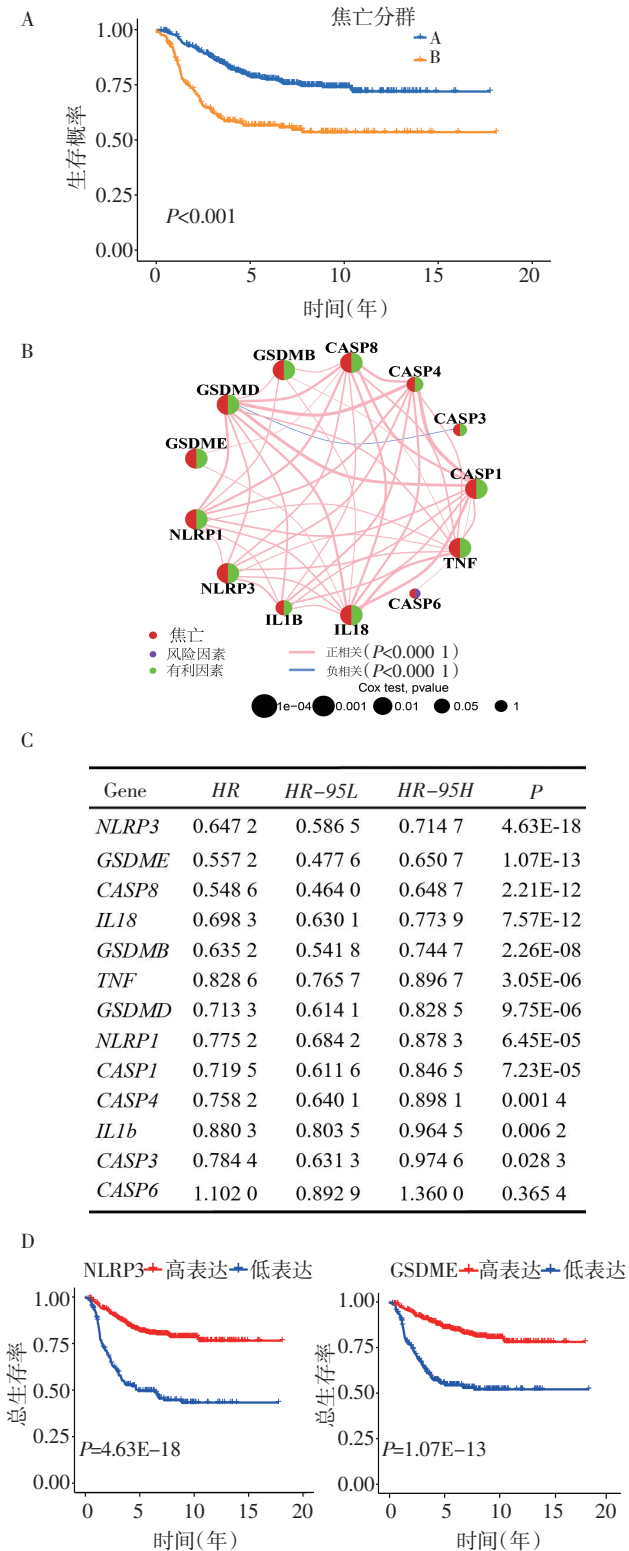 A
焦亡分群
A
B
1.00
0.75
0.50
0.25
0.00
生存概率
P<0.001
0 5 10 15 20
时间(年)
B
CASP8
GSDMB
CASP4
GSDMD
CASP3
GSDME
CASP1
NLRP1
TNF
NLRP3
CASP6
IL1B
IL18
焦亡
风险因素
有利因素
正相关(P<0.000 1)
负相关(P<0.000 1)
Cox test, pvalue
1e−04 0.001 0.01 0.05 1
C
Gene HR HR−95L HR−95H P
NLRP3 0.647 2 0.586 5 0.714 7 4.63E-18
GSDME 0.557 2 0.477 6 0.650 7 1.07E-13
CASP8 0.548 6 0.464 0 0.648 7 2.21E-12
IL18 0.698 3 0.630 1 0.773 9 7.57E-12
GSDMB 0.635 2 0.541 8 0.744 7 2.26E-08
TNF 0.828 6 0.765 7 0.896 7 3.05E-06
GSDMD 0.713 3 0.614 1 0.828 5 9.75E-06
NLRP1 0.775 2 0.684 2 0.878 3 6.45E-05
CASP1 0.719 5 0.611 6 0.846 5 7.23E-05
CASP4 0.758 2 0.640 1 0.898 1 0.001 4
IL1b 0.880 3 0.803 5 0.964 5 0.006 2
CASP3 0.784 4 0.631 3 0.974 6 0.028 3
CASP6 1.102 0 0.892 9 1.360 0 0.365 4
D
NLRP3 高表达 低表达
1.00
0.75
0.50
0.25
0.00
总生存率
P=4.63E−18
0 5 10 15 20
时间(年)
GSDME 高表达 低表达
1.00
0.75
0.50
0.25
0.00
总生存率
P=1.07E−13
0 5 10 15 20
时间(年)